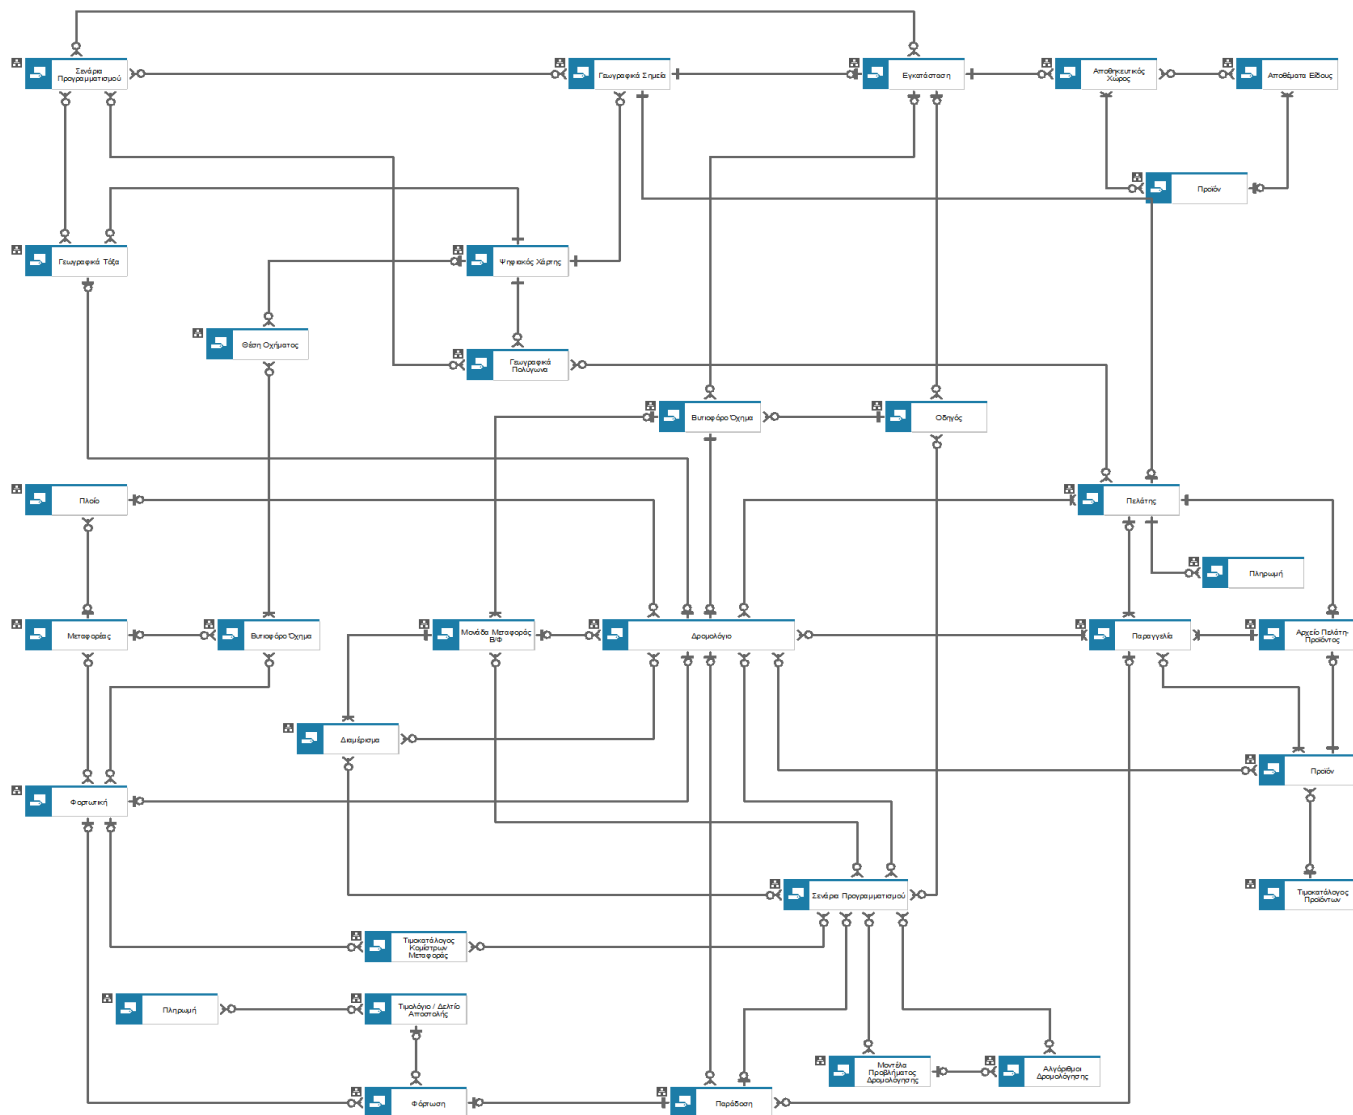 Σενάρια
Προγραμματισμού
Γεωγραφικά Σημεία
Εγκατάσταση
Αποθηκευτικός
Χώρος
Αποθέματα Είδους
Προϊόν
Γεωγραφικά Τόξα
Ψηφιακός Χάρτης
Θέση Οχήματος
Γεωγραφικά
Πολύγωνα
Βυτιοφόρο Όχημα
Οδηγός
Πλοίο
Πελάτης
Πληρωμή
Μεταφορέας
Βυτιοφόρο Όχημα
Μονάδα Μεταφοράς
Β/Φ
Δρομολόγιο
Παραγγελία
Αρχείο Πελάτη-
Προϊόντος
Διαμέρισμα
Προϊόν
Φορτωτική
Σενάρια Προγραμματισμού
Τιμοκατάλογος
Προϊόντων
Τιμοκατάλογος
Κομίστρων
Μεταφοράς
Πληρωμή
Τιμολόγιο / Δελτίο
Αποστολής
Μοντέλα
Προβλήματος
Δρομολόγησης
Αλγόριθμοι
Δρομολόγησης
Φόρτωση
Παράδοση